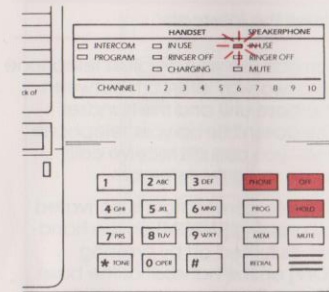 HANDSET SPEAKERPHONE
INTERCOM IN USE IN USE
PROGRAM RINGER OFF RINGER OFF
CHARGING MUTE
CHANNEL 1 2 3 4 5 6 7 8 9 10
ck of
1 2 ABC 3 DEF PHONE OFF
4 GHI 5 JKL 6 MNO PROG HOLD
7 PRS 8 TUV 9 WXY MEM MUTE
* TONE 0 OPER # REDIAL